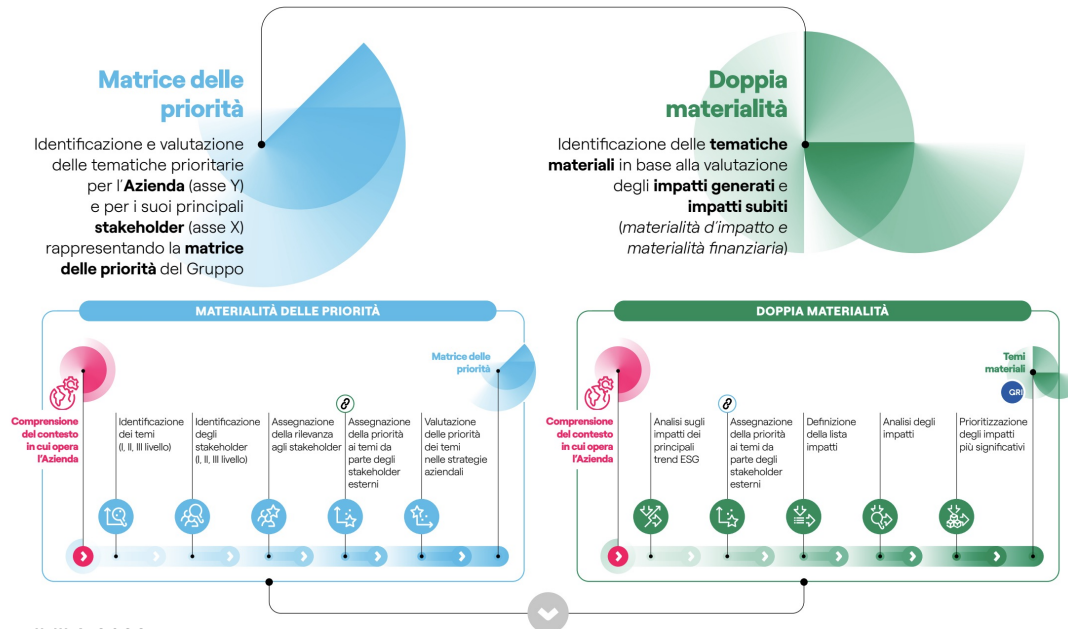 Matrice delle
priorità
Identificazione e valutazione
delle tematiche prioritarie
per l'Azienda (asse Y)
e per i suoi principali
stakeholder (asse X)
rappresentando la matrice
delle priorità del Gruppo
Doppia
materialità
Identificazione delle tematiche
materiali in base alla valutazione
degli impatti generati e
impatti subiti
(materialità d'impatto e
materialità finanziaria)
MATERIALITÀ DELLE PRIORITÀ
Matrice delle
priorità
Comprensione
del contesto
in cui opera
l'Azienda
Identificazione
dei temi
(I, II, III livello)
Identificazione
degli
stakeholder
(I, II, III livello)
Assegnazione
della rilevanza
agli stakeholder
Assegnazione
della priorità
ai temi da
parte degli
stakeholder
esterni
Valutazione
delle priorità
dei temi
nelle strategie
aziendali
DOPPIA MATERIALITÀ
Temi
materiali
GRI
Comprensione
del contesto
in cui opera
l'Azienda
Analisi sugli
impatti dei
principali
trend ESG
Assegnazione
della priorità
ai temi da
parte degli
stakeholder
esterni
Definizione
della lista
impatti
Analisi degli
impatti
Prioritizzazione
degli impatti
più significativi